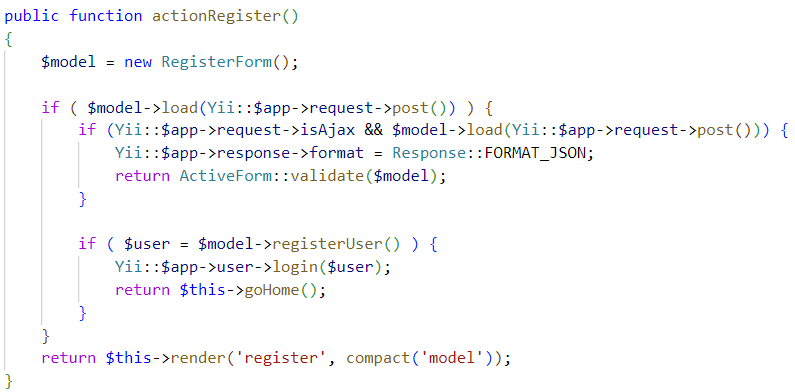 public function actionRegister()
{
    $model = new RegisterForm();

    if ( $model->load(Yii::$app->request->post()) ) {
        if (Yii::$app->request->isAjax && $model->load(Yii::$app->request->post())) {
            Yii::$app->response->format = Response::FORMAT_JSON;
            return ActiveForm::validate($model);
        }

        if ( $user = $model->registerUser() ) {
            Yii::$app->user->login($user);
            return $this->goHome();
        }
    }
    return $this->render('register', compact('model'));
}